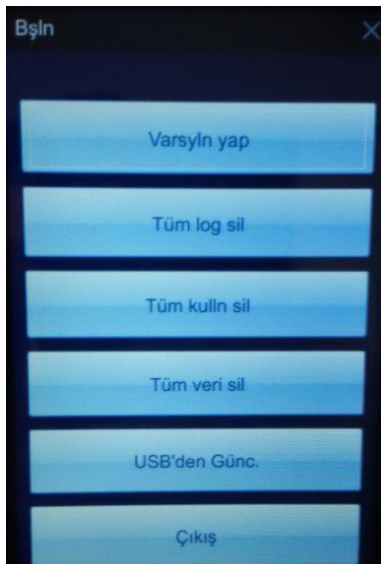 Bşln
Varsyln yap
Tüm log sil
Tüm kulln sil
Tüm veri sil
USB'den Günc.
Çıkış